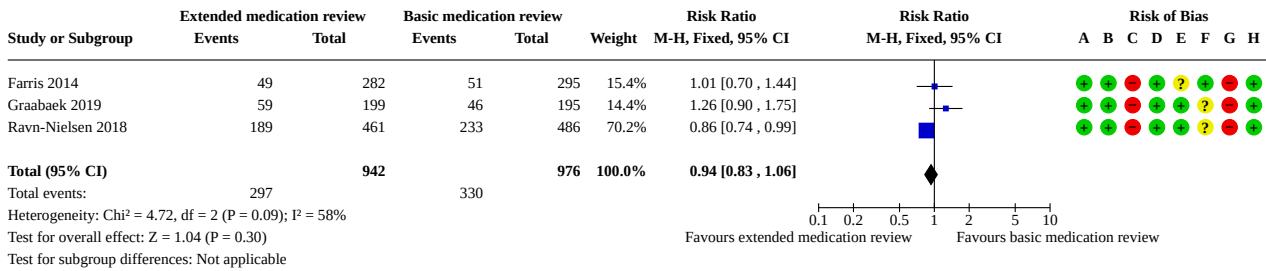 Extended medication review Basic medication review Risk Ratio Risk Ratio Risk of Bias
Study or Subgroup Events Total Events Total Weight M-H, Fixed, 95% CI M-H, Fixed, 95% CI A B C D E F G H
Farris 2014 49 282 51 295 15.4% 1.01 [0.70 , 1.44] + + − + ? + − +
Graabaek 2019 59 199 46 195 14.4% 1.26 [0.90 , 1.75] + + − + + ? − +
Ravn-Nielsen 2018 189 461 233 486 70.2% 0.86 [0.74 , 0.99] + + − + + ? − +
Total (95% CI) 942 976 100.0% 0.94 [0.83 , 1.06]
Total events: 297 330
Heterogeneity: Chi² = 4.72, df = 2 (P = 0.09); I² = 58%
0.1 0.2 0.5 1 2 5 10
Test for overall effect: Z = 1.04 (P = 0.30) Favours extended medication review Favours basic medication review
Test for subgroup differences: Not applicable